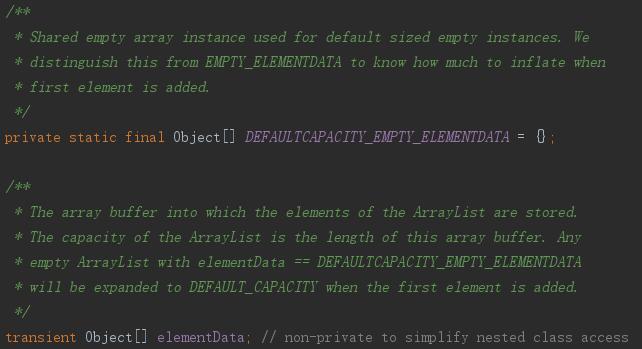 /**
 * Shared empty array instance used for default sized empty instances. We
 * distinguish this from EMPTY_ELEMENTDATA to know how much to inflate when
 * first element is added.
 */
private static final Object[] DEFAULTCAPACITY_EMPTY_ELEMENTDATA = {};
/**
 * The array buffer into which the elements of the ArrayList are stored.
 * The capacity of the ArrayList is the length of this array buffer. Any
 * empty ArrayList with elementData == DEFAULTCAPACITY_EMPTY_ELEMENTDATA
 * will be expanded to DEFAULT_CAPACITY when the first element is added.
 */
transient Object[] elementData; // non-private to simplify nested class access